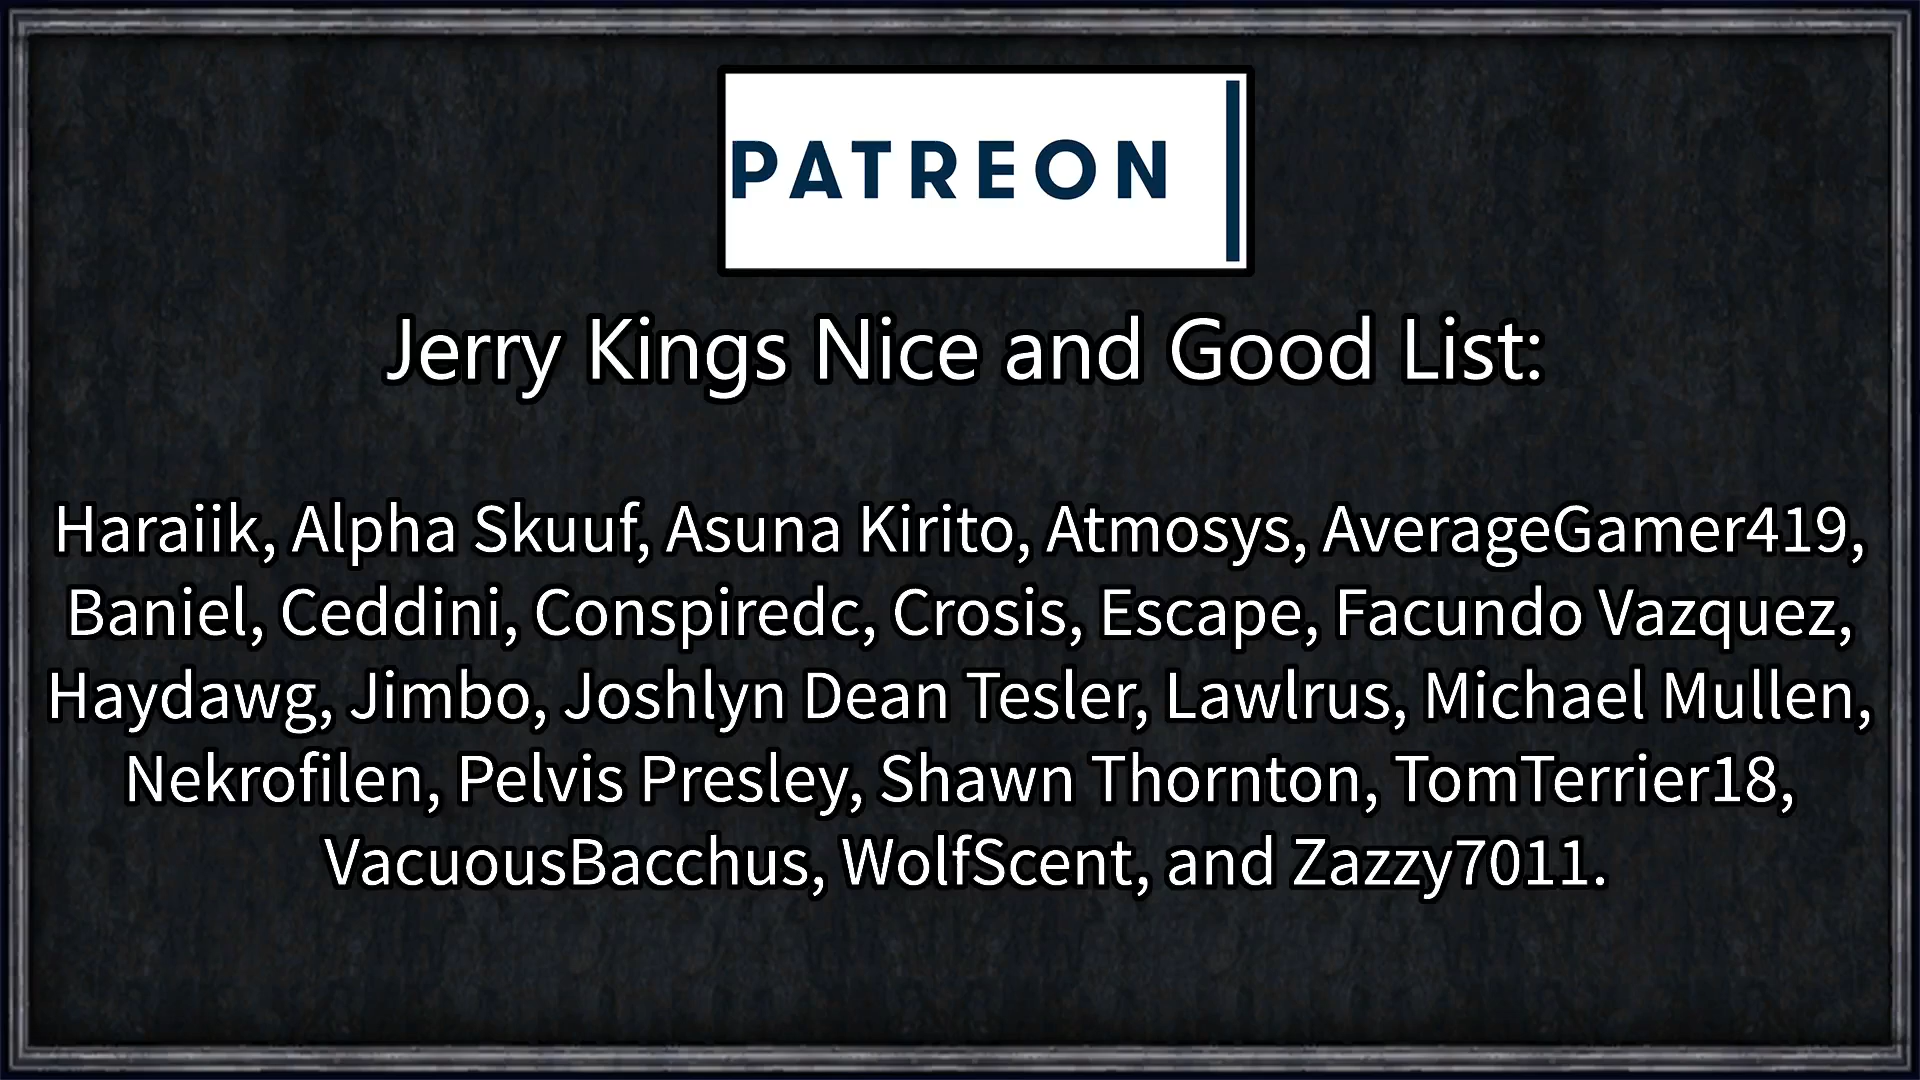 PATREON
Jerry Kings Nice and Good List:
Haraiik, Alpha Skuuf, Asuna Kirito, Atmosys, AverageGamer419,
Baniel, Ceddini, Conspiredc, Crosis, Escape, Facundo Vazquez,
Haydawg, Jimbo, Joshlyn Dean Tesler, Lawlrus, Michael Mullen,
Nekrofilen, Pelvis Presley, Shawn Thornton, TomTerrier18,
VacuousBacchus, WolfScent, and Zazzy7011.